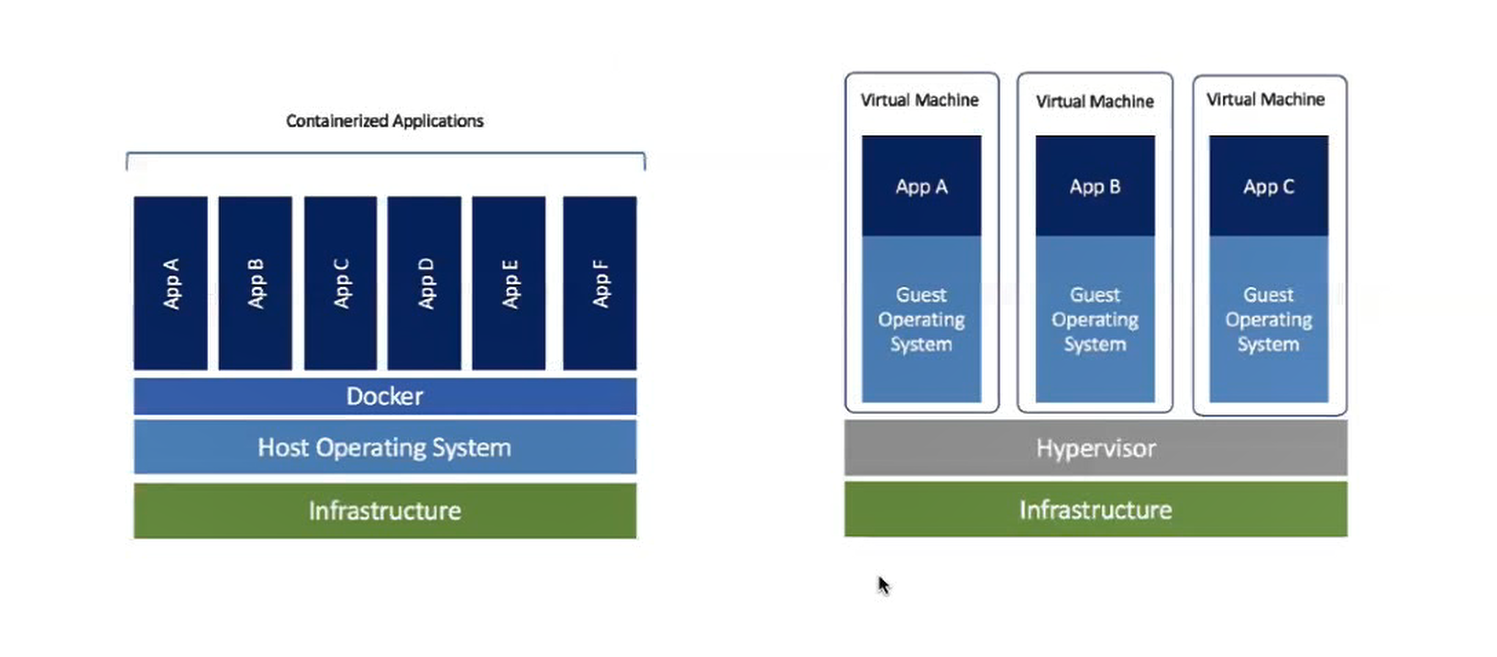 Containerized Applications
App A
App B
App C
App D
App E
App F
Docker
Host Operating System
Infrastructure
Virtual Machine
App A
Guest
Operating
System
Virtual Machine
App B
Guest
Operating
System
Virtual Machine
App C
Guest
Operating
System
Hypervisor
Infrastructure